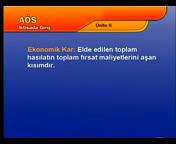 AÖS
İktisada Giriş
Ünite 6
Ekonomik Kar: Elde edilen toplam
hasılatın toplam fırsat maliyetlerini aşan
kısımdır.